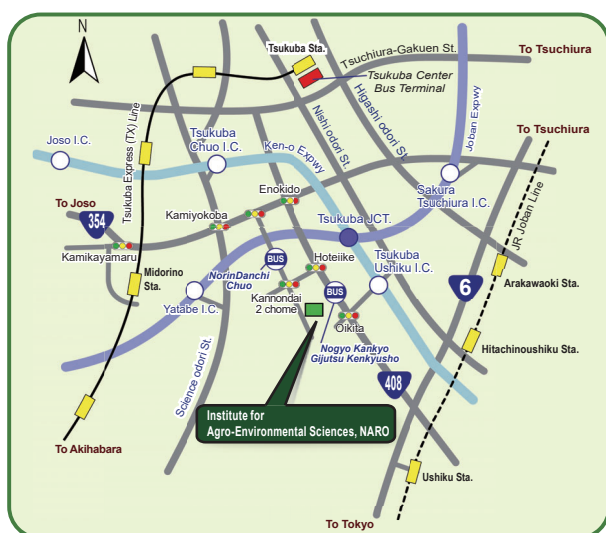 N
Tsukuba Sta.
Tsuchiura-Gakuen St.
To Tsuchiura
Tsukuba Center
Bus Terminal
Tsukuba Express (TX) Line
Nishi odori St.
Higashi odori St.
Joban Expwy
To Tsuchiura
Joso I.C.
Tsukuba
Chuo I.C.
Ken-o Expwy
Enokido
Sakura
Tsuchiura I.C.
JR Joban Line
To Joso
354
Kamiyokoba
Tsukuba JCT.
Kamikayamaru
Midorino
Sta.
BUS
NorinDanchi
Chuo
Hoteiike
Tsukuba
Ushiku I.C.
6
Arakawaoki Sta.
Yatabe I.C.
Kannondai
2 chome
BUS
Oikita
Nogyo Kankyo
Gijutsu Kenkyusho
Hitachinoushiku Sta.
Science odori St.
408
Institute for
Agro-Environmental Sciences, NARO
To Akihabara
Ushiku Sta.
To Tokyo